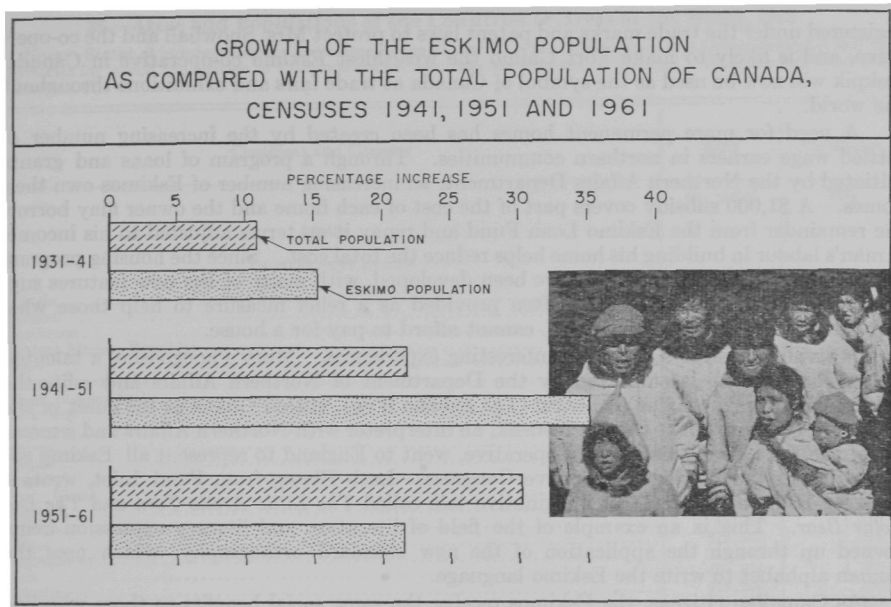 GROWTH OF THE ESKIMO POPULATION
AS COMPARED WITH THE TOTAL POPULATION OF CANADA,
CENSUSES 1941, 1951 AND 1961
PERCENTAGE INCREASE
0 5 10 15 20 25 30 35 40
TOTAL POPULATION
1931-41
ESKIMO POPULATION
1941-51
1951-61